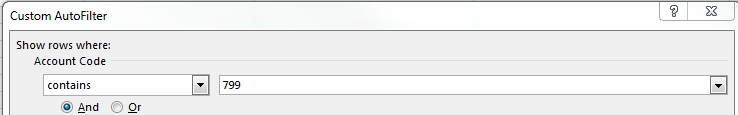 Custom AutoFilter
?
Show rows where:
Account Code
contains 799
And Or